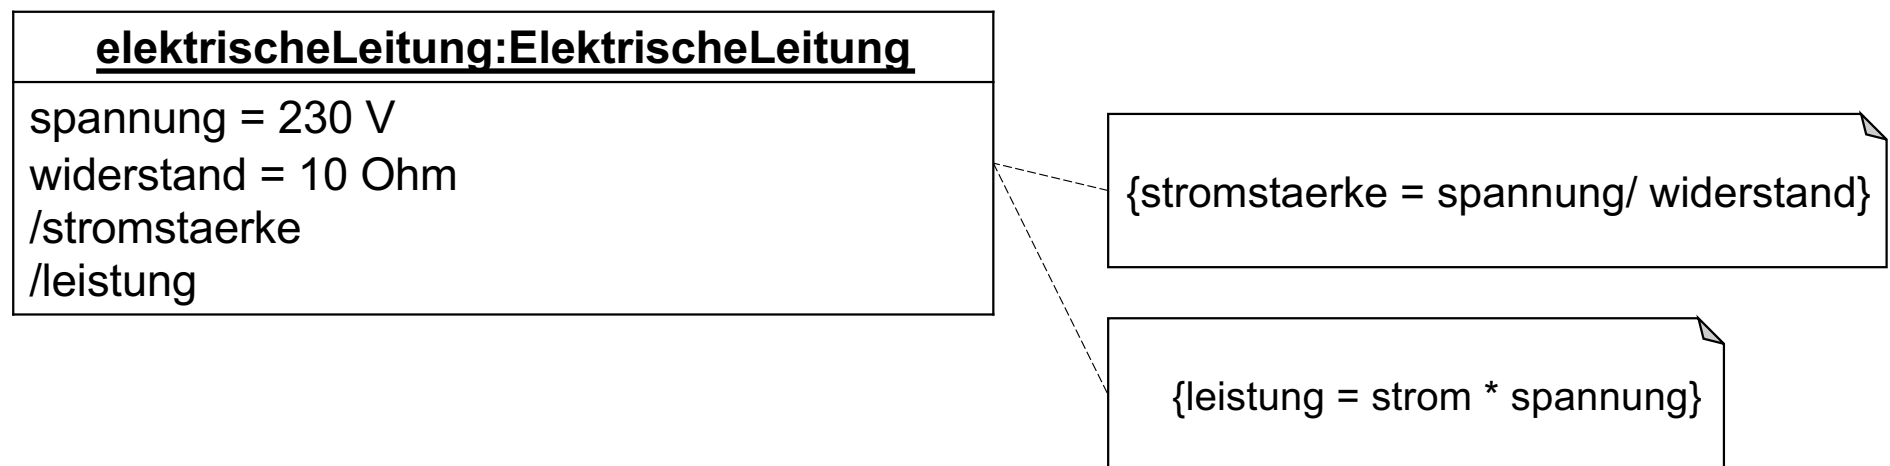 elektrischeLeitung:ElektrischeLeitung
spannung = 230 V
widerstand = 10 Ohm
/stromstaerke
/leistung
{stromstaerke = spannung/ widerstand}
{leistung = strom * spannung}